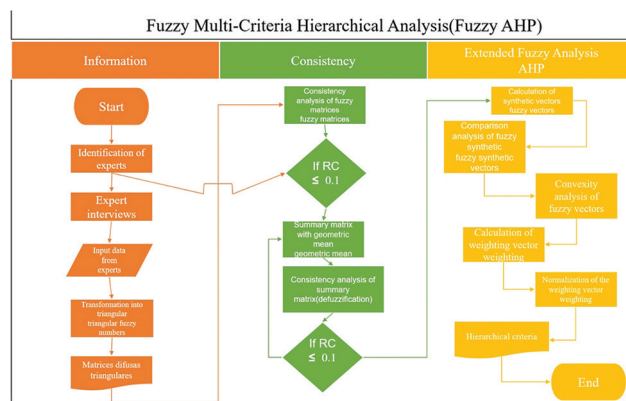 Fuzzy Multi-Criteria Hierarchical Analysis(Fuzzy AHP)
Information
Consistency
Extended Fuzzy Analysis
AHP
Start
Identification of
experts
Expert
interviews
Input data
from
experts
Transformation into
triangular
triangular fuzzy
numbers
Matrices difusas
triangulares
Consistency
analysis of fuzzy
matrices
fuzzy matrices
If RC
≤ 0.1
Summary matrix
with geometric
mean
geometric mean
Consistency analysis of
summary
matrix(defuzzification)
If RC
≤ 0.1
Calculation of
synthetic vectors
fuzzy vectors
Comparison
analysis of fuzzy
synthetic
fuzzy synthetic
vectors
Convexity
analysis of
fuzzy vectors
Calculation of
weighting vector
weighting
Normalization of the
weighting vector
weighting
Hierarchical criteria
End